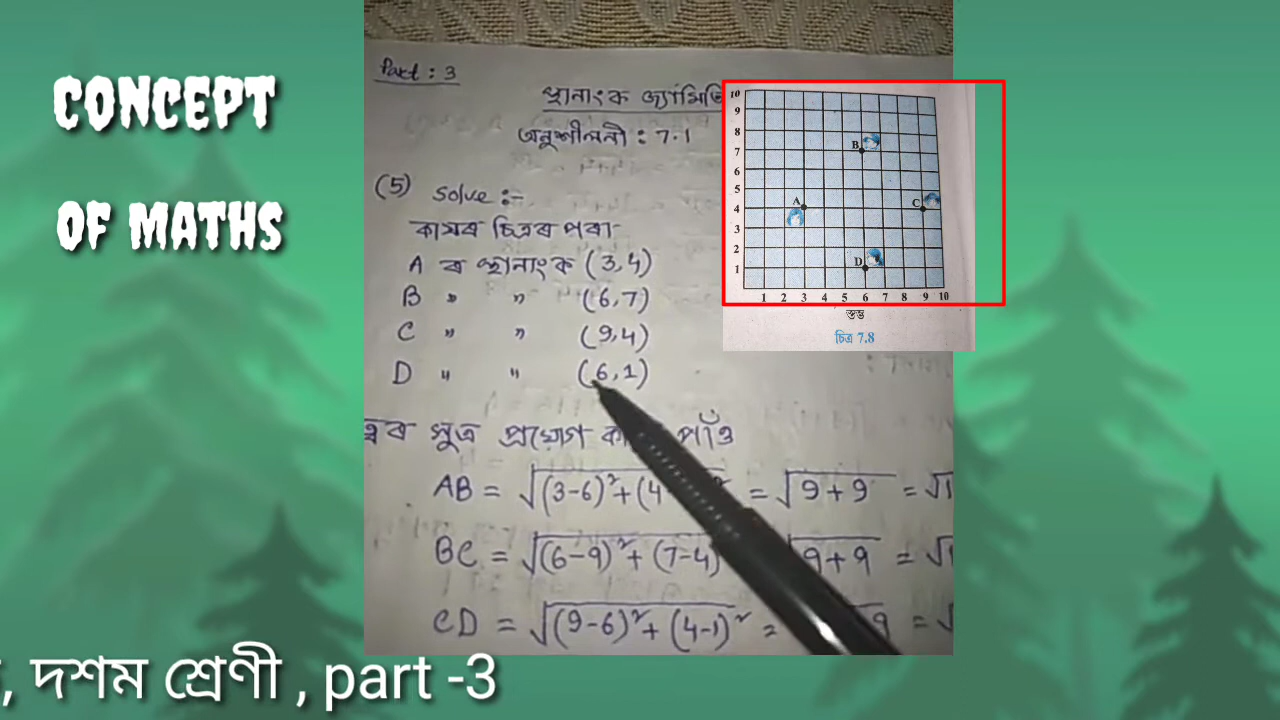 CONCEPT
OF MATHS
Part : 3
স্থানাংক জ্যামিতি
অনুশীলনী : 7.1
(5) Solve :-
কাষৰ চিত্ৰৰ পৰা
A ৰ স্থানাংক (3,4)
B " " (6,7)
C " " (9,4)
D " " (6,1)
সূত্ৰ প্ৰয়োগ পাওঁ
AB = √(3-6)²+(4 = √9+9 = √
BC = √(6-9)²+(7-4) 9+9 = √
CD = √(9-6)²+(4-1)² = 9 = √
10
9
8
7
6
5
4
3
2
1
B
A
C
D
1 2 3 4 5 6 7 8 9 10
স্তম্ভ
চিত্ৰ 7.8
, দশম শ্ৰেণী , part -3